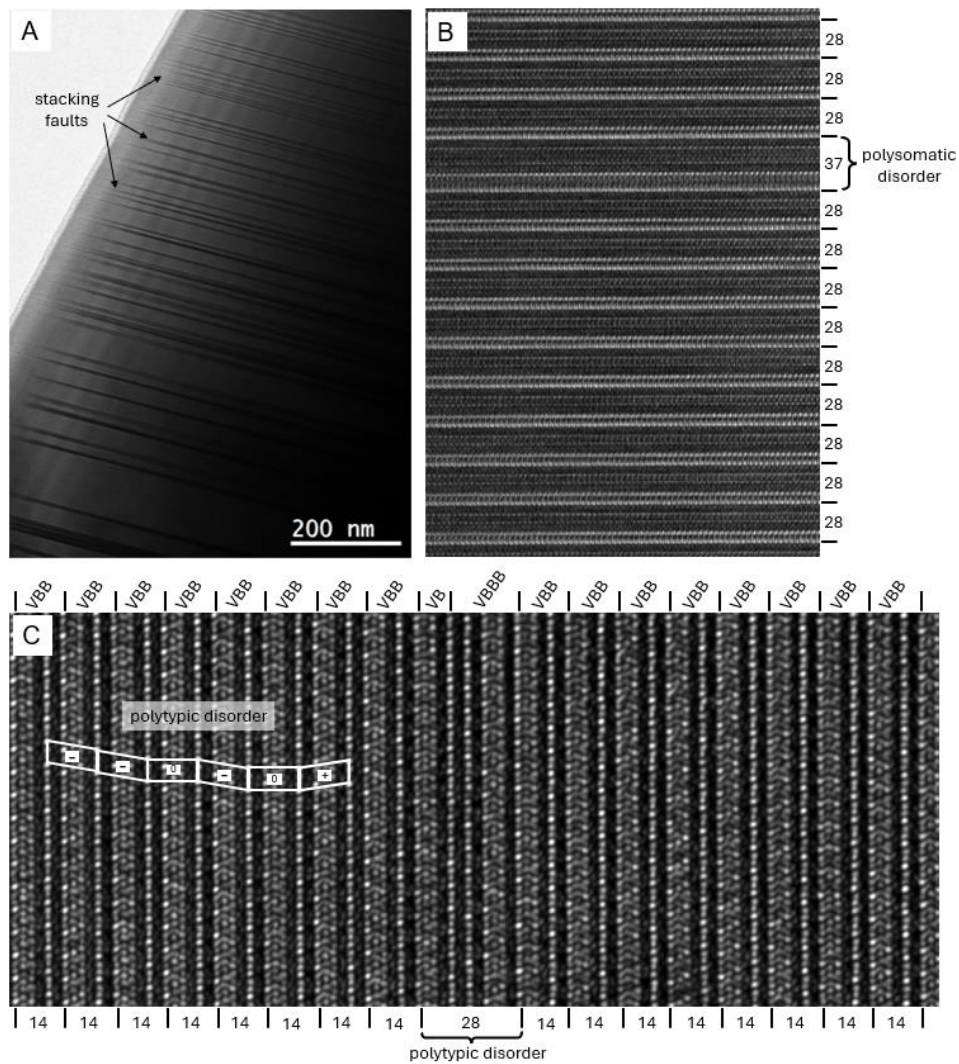 A
stacking
faults
200 nm
B
28
28
28
37
polysomatic
disorder
28
28
28
28
28
28
28
28
28
VBB VBB VBB VBB VBB VBB VBB VBB VB VBBB VBB VBB VBB VBB VBB VBB VBB VBB
C
polytypic disorder
– – 0 – 0 +
14 14 14 14 14 14 14 14 28 14 14 14 14 14 14 14 14
polytypic disorder